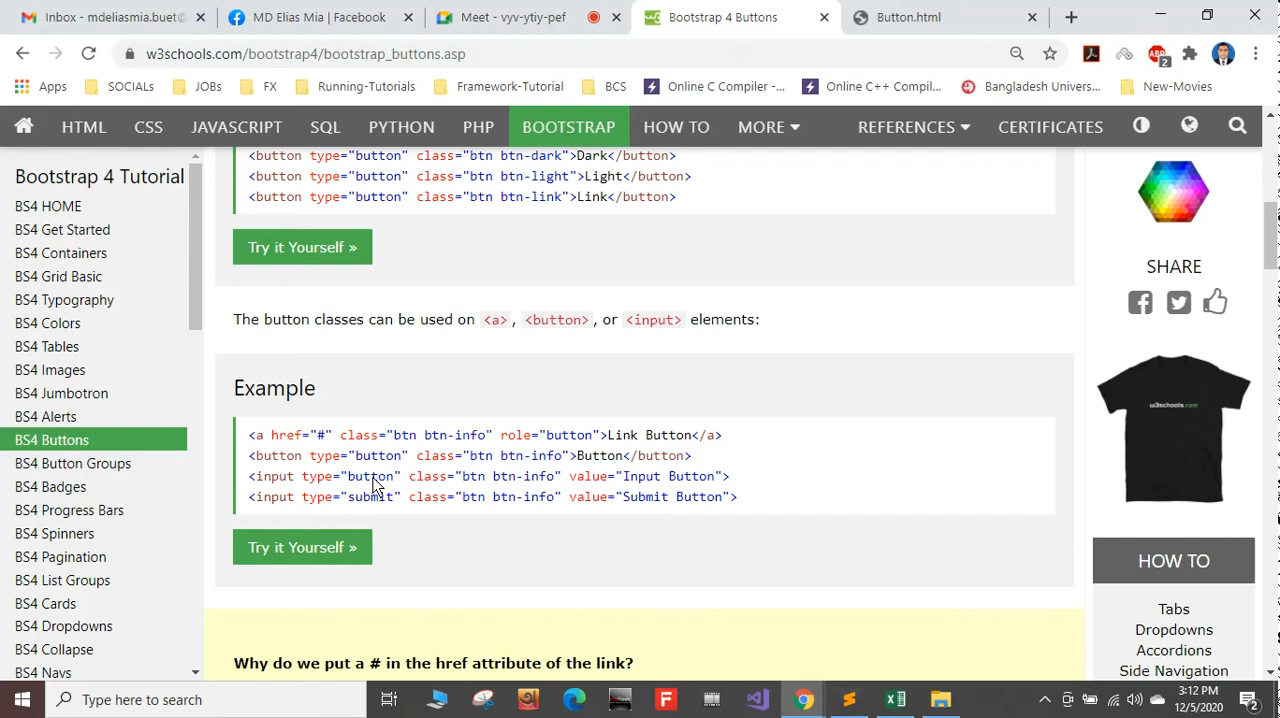 Inbox - mdeliasmia.buet@
MD Elias Mia | Facebook
Meet - vyv-ytiy-pef
Bootstrap 4 Buttons
Button.html
w3schools.com/bootstrap4/bootstrap_buttons.asp
2
Apps
SOCIALs
JOBs
FX
Running-Tutorials
Framework-Tutorial
BCS
Online C Compiler -...
Online C++ Compil...
Bangladesh Univers...
New-Movies
HTML
CSS
JAVASCRIPT
SQL
PYTHON
PHP
BOOTSTRAP
HOW TO
MORE
REFERENCES
CERTIFICATES
Bootstrap 4 Tutorial
BS4 HOME
BS4 Get Started
BS4 Containers
BS4 Grid Basic
BS4 Typography
BS4 Colors
BS4 Tables
BS4 Images
BS4 Jumbotron
BS4 Alerts
BS4 Buttons
BS4 Button Groups
BS4 Badges
BS4 Progress Bars
BS4 Spinners
BS4 Pagination
BS4 List Groups
BS4 Cards
BS4 Dropdowns
BS4 Collapse
BS4 Navs
<button type="button" class="btn btn-dark">Dark</button>
<button type="button" class="btn btn-light">Light</button>
<button type="button" class="btn btn-link">Link</button>
Try it Yourself »
The button classes can be used on <a>, <button>, or <input> elements:
Example
<a href="#" class="btn btn-info" role="button">Link Button</a>
<button type="button" class="btn btn-info">Button</button>
<input type="button" class="btn btn-info" value="Input Button">
<input type="submit" class="btn btn-info" value="Submit Button">
Try it Yourself »
Why do we put a # in the href attribute of the link?
SHARE
w3schools.com
HOW TO
Tabs
Dropdowns
Accordions
Side Navigation
Type here to search
3:12 PM
12/5/2020
2